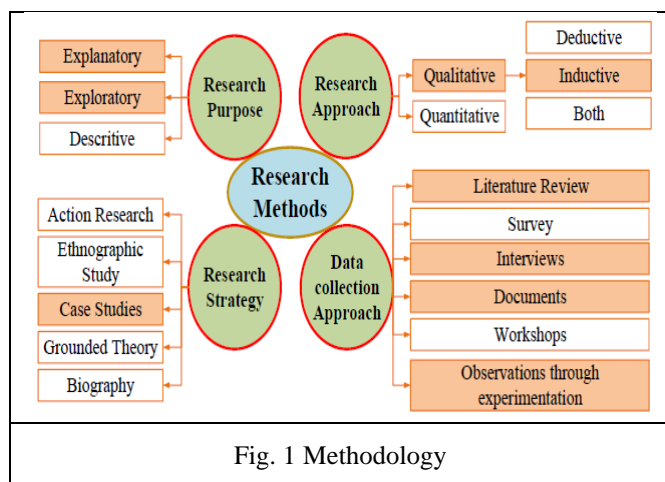 Explanatory
Exploratory
Descritive
Research
Purpose
Research
Approach
Qualitative
Quantitative
Deductive
Inductive
Both
Research
Methods
Action Research
Ethnographic
Study
Case Studies
Grounded Theory
Biography
Research
Strategy
Data
collection
Approach
Literature Review
Survey
Interviews
Documents
Workshops
Observations through
experimentation
Fig. 1 Methodology